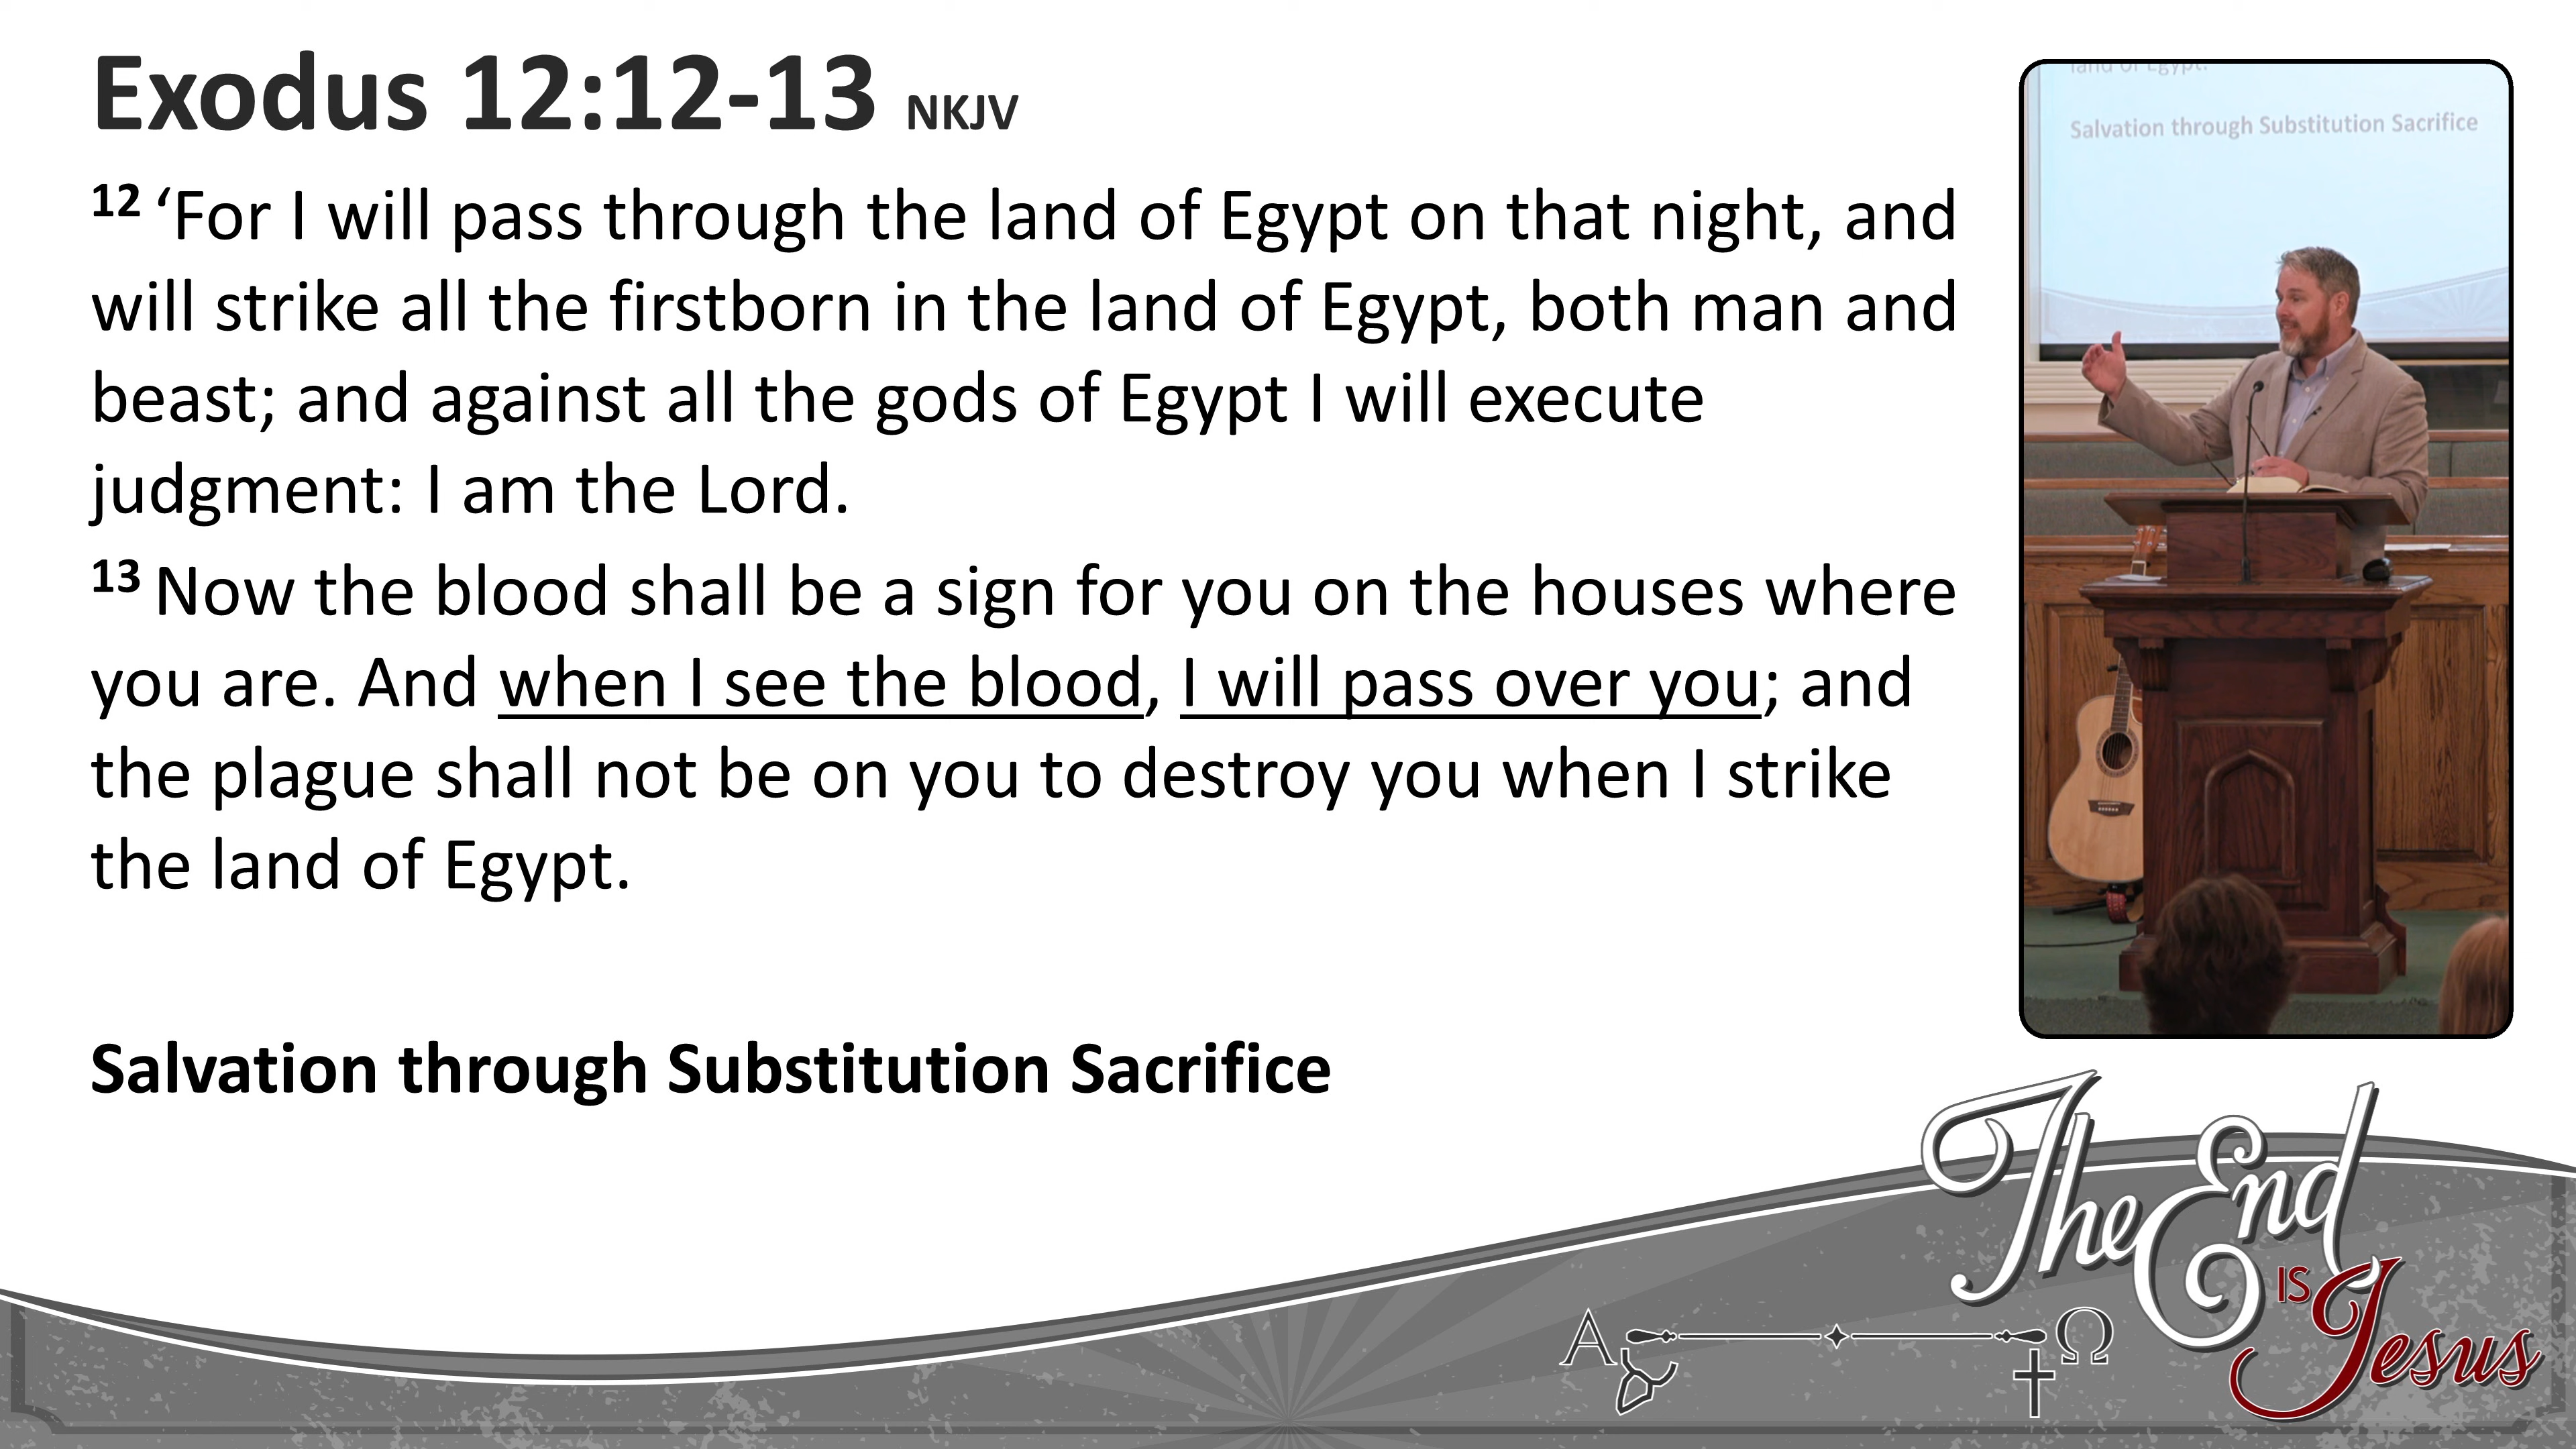 Exodus 12:12-13 NKJV
12 ‘For I will pass through the land of Egypt on that night, and
will strike all the firstborn in the land of Egypt, both man and
beast; and against all the gods of Egypt I will execute
judgment: I am the Lord.
13 Now the blood shall be a sign for you on the houses where
you are. And when I see the blood, I will pass over you; and
the plague shall not be on you to destroy you when I strike
the land of Egypt.
Salvation through Substitution Sacrifice
land of Egypt.
Salvation through Substitution Sacrifice
The End
IS
Jesus
Α Ω